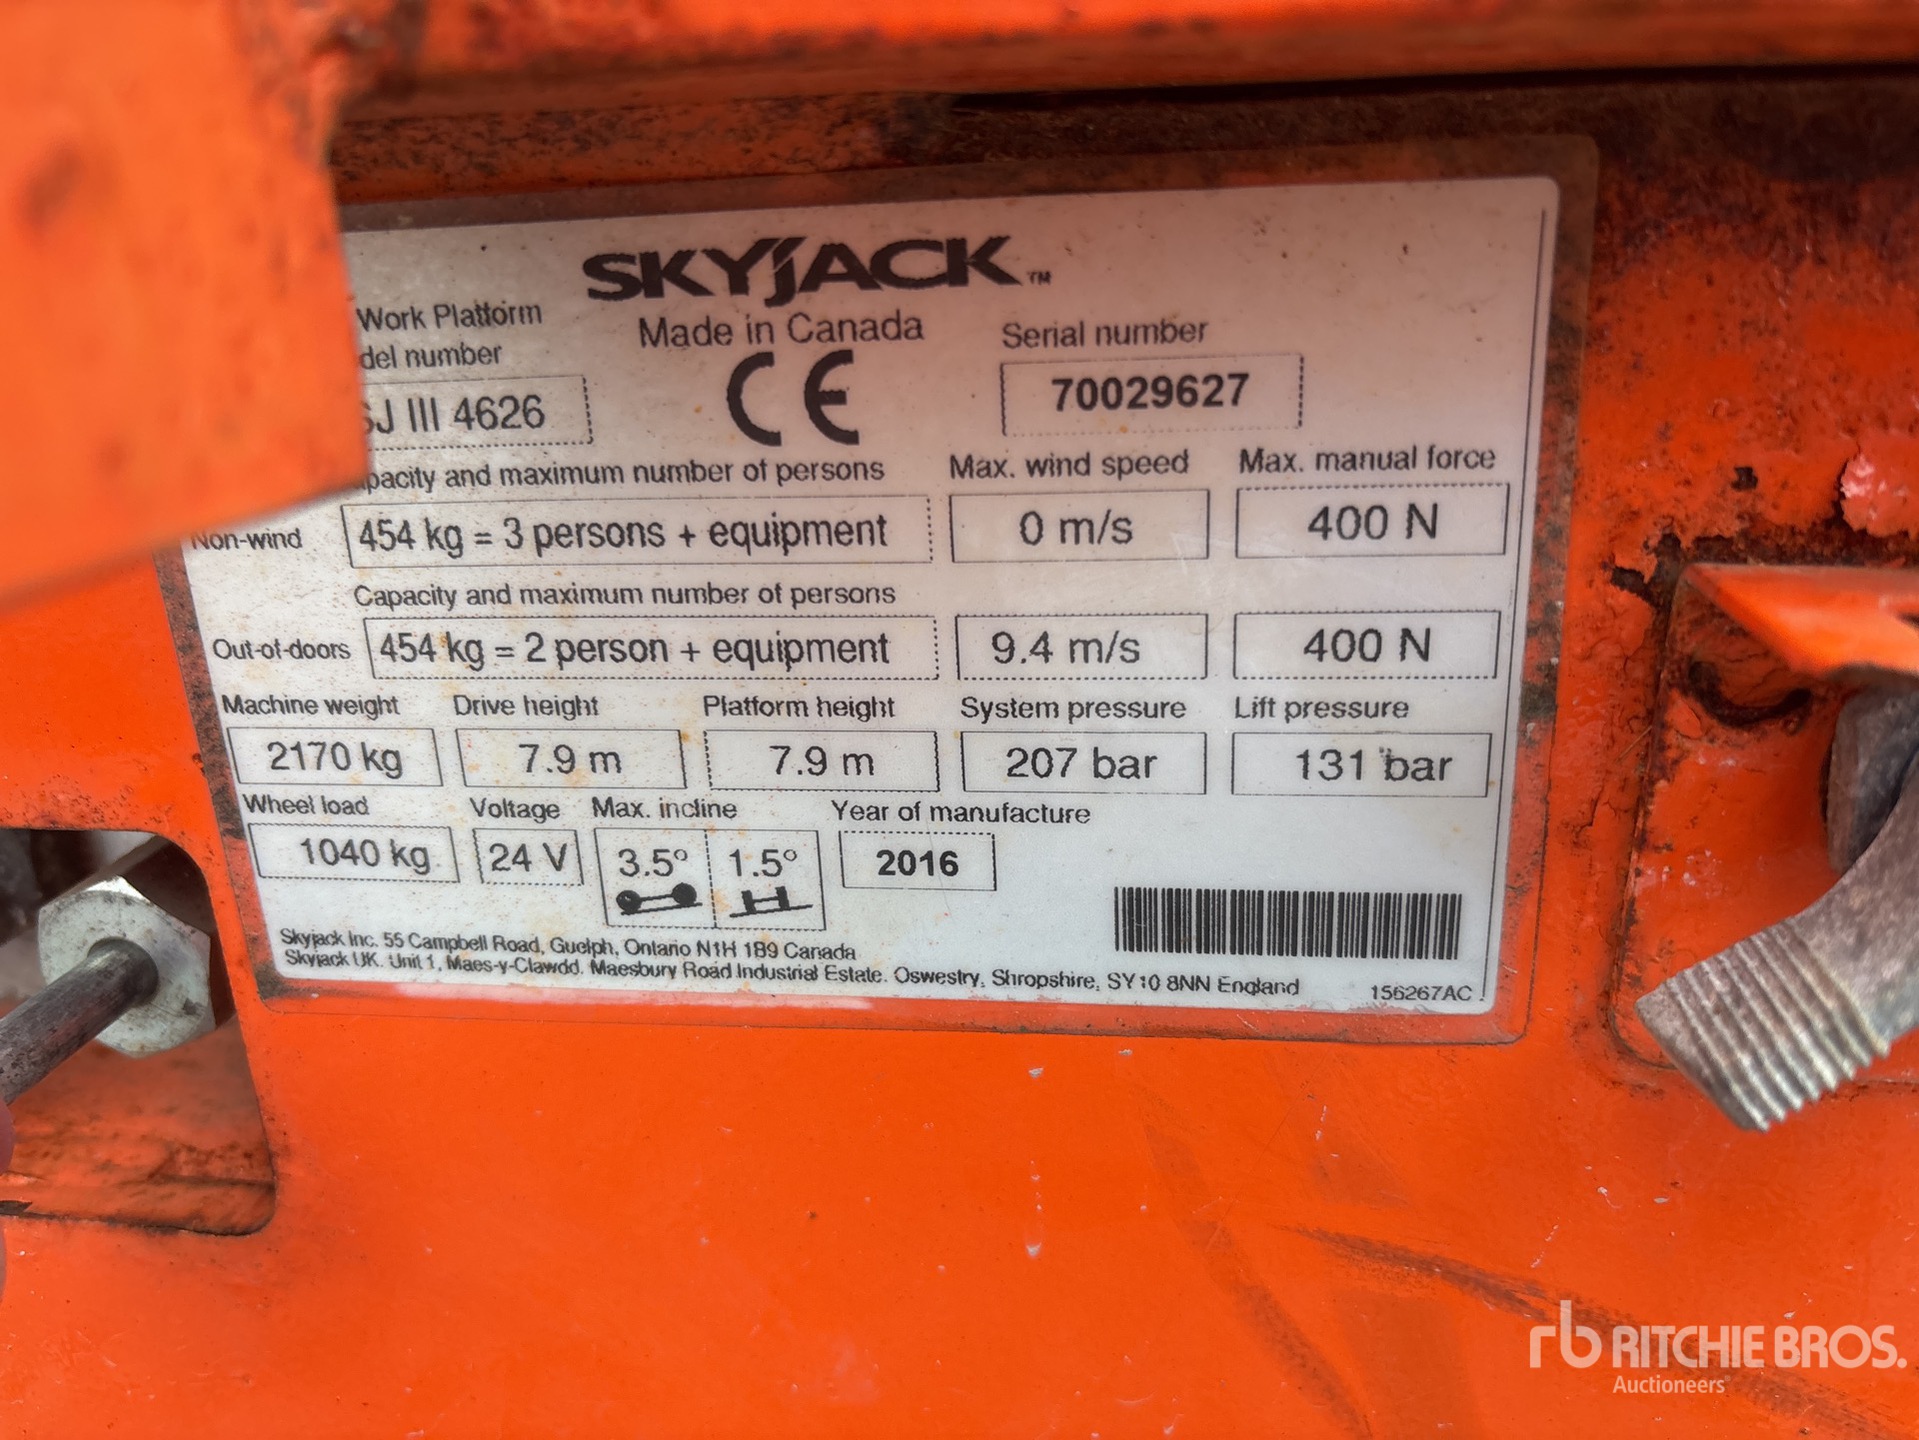 SKYJACK™
Made in Canada
CE
Work Platform
del number
SJ III 4626
Serial number
70029627
pacity and maximum number of persons
Max. wind speed
Max. manual force
Non-wind
454 kg = 3 persons + equipment
0 m/s
400 N
Capacity and maximum number of persons
Out-of-doors
454 kg = 2 person + equipment
9.4 m/s
400 N
Machine weight
Drive height
Platform height
System pressure
Lift pressure
2170 kg
7.9 m
7.9 m
207 bar
131 bar
Wheel load
Voltage
Max. incline
Year of manufacture
1040 kg
24 V
3.5°
1.5°
2016
Skyjack Inc. 55 Campbell Road, Guelph, Ontario N1H 1B9 Canada
Skyjack UK. Unit 1, Maes-y-Clawdd. Maesbury Road Industrial Estate. Oswestry, Shropshire, SY10 8NN England
156267AC
rb RITCHIE BROS.
Auctioneers